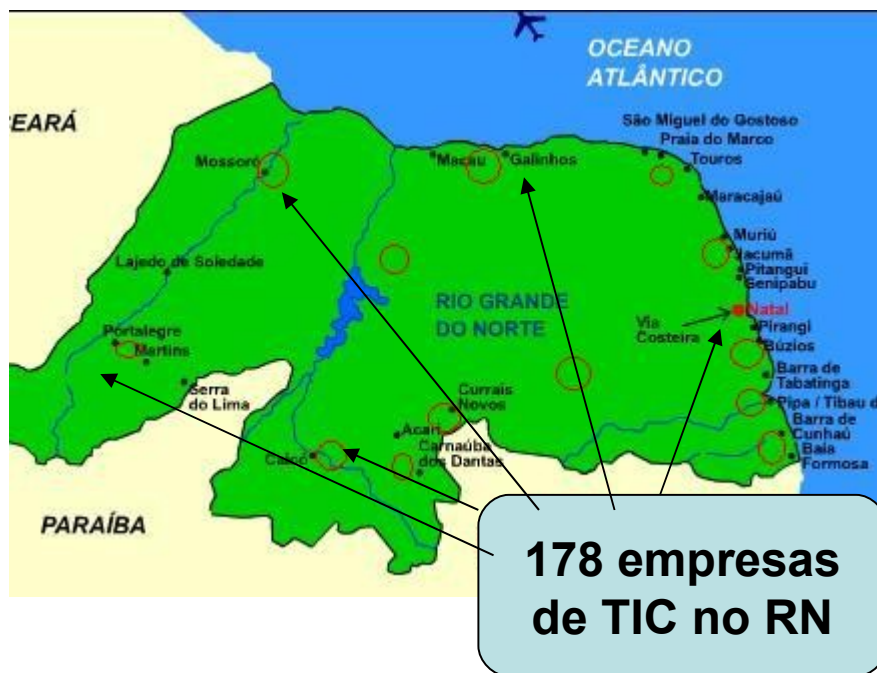 OCEANO
ATLÂNTICO
CEARÁ
São Miguel do Gostoso
Praia do Marco
Touros
Mossoró
Macau
Galinhos
Maracajaú
Muriú
Jacumã
Pitangui
Genipabu
Lajedo de Soledade
RIO GRANDE
DO NORTE
Natal
Via
Costeira
Pirangi
Búzios
Portalegre
Martins
Barra de
Tabatinga
Serra
do Lima
Currais
Novos
Pipa / Tibau d
Acari
Barra de
Cunhaú
Carnaúba
dos Dantas
Caicó
Baía
Formosa
PARAÍBA
178 empresas
de TIC no RN